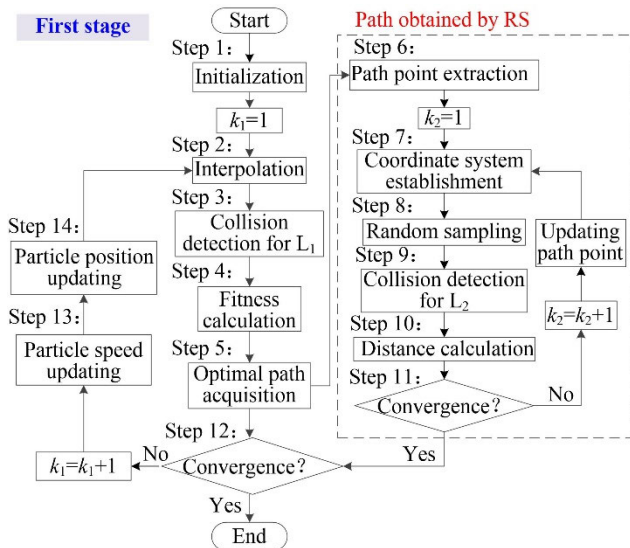 First stage
Start
Step 1:
Initialization
k₁=1
Step 2:
Interpolation
Step 3:
Collision
detection for L₁
Step 4:
Fitness
calculation
Step 5:
Optimal path
acquisition
Step 12:
Convergence?
Yes
End
No
k₁=k₁+1
Step 13:
Particle speed
updating
Step 14:
Particle position
updating
Path obtained by RS
Step 6:
Path point extraction
k₂=1
Step 7:
Coordinate system
establishment
Step 8:
Random sampling
Step 9:
Collision detection
for L₂
Step 10:
Distance calculation
Step 11:
Convergence?
Yes
No
k₂=k₂+1
Updating
path point